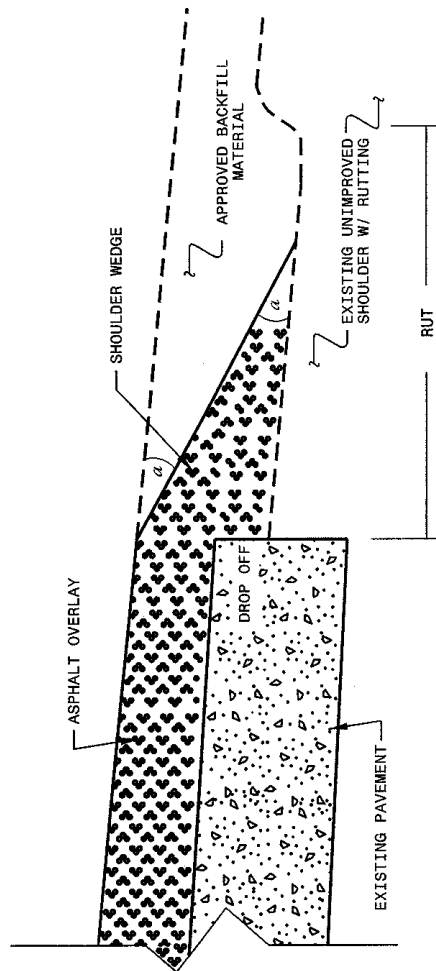 ASPHALT OVERLAY
SHOULDER WEDGE
APPROVED BACKFILL
MATERIAL
a
a
DROP OFF
EXISTING PAVEMENT
EXISTING UNIMPROVED
SHOULDER W/ RUTTING
RUT